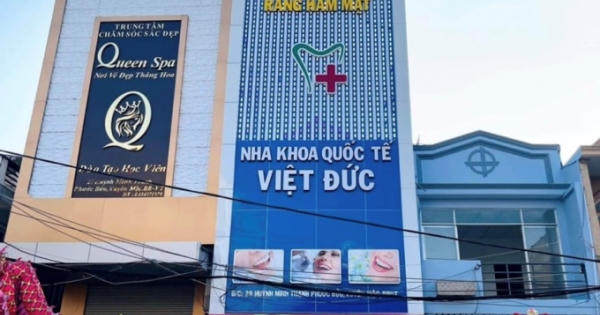 TRUNG TÂM
CHĂM SÓC SẮC ĐẸP
Queen Spa
Nơi Vẻ Đẹp Thăng Hoa
Q
Đào Tạo Học Viên
RĂNG HÀM MẶT
NHA KHOA QUỐC TẾ
VIỆT ĐỨC